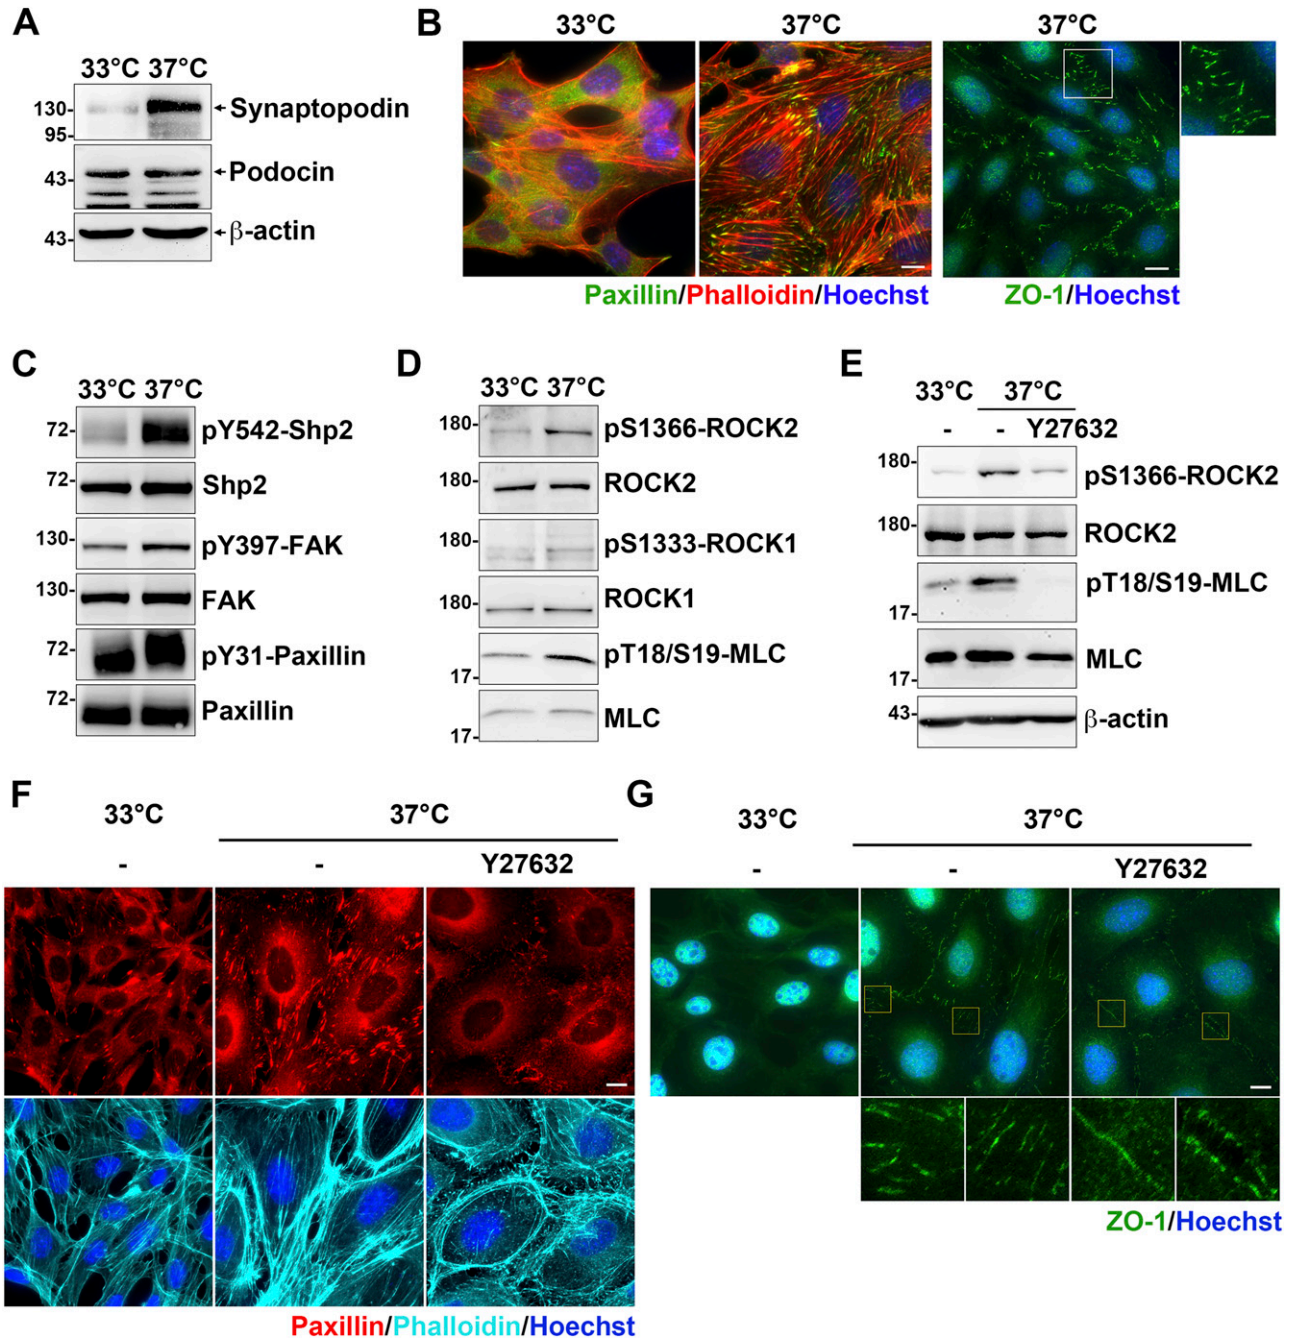 A
33°C 37°C
130-
Synaptopodin
95-
43-
Podocin
43-
β-actin
B
33°C 37°C 37°C
Paxillin/Phalloidin/Hoechst
ZO-1/Hoechst
C
33°C 37°C
72-
pY542-Shp2
72-
Shp2
130-
pY397-FAK
130-
FAK
72-
pY31-Paxillin
72-
Paxillin
D
33°C 37°C
180-
pS1366-ROCK2
180-
ROCK2
180-
pS1333-ROCK1
180-
ROCK1
pT18/S19-MLC
17-
MLC
17-
E
33°C 37°C
- - Y27632
180-
pS1366-ROCK2
180-
ROCK2
pT18/S19-MLC
17-
MLC
17-
43-
β-actin
F
33°C 37°C
- - Y27632
Paxillin/Phalloidin/Hoechst
G
33°C 37°C
- - Y27632
ZO-1/Hoechst